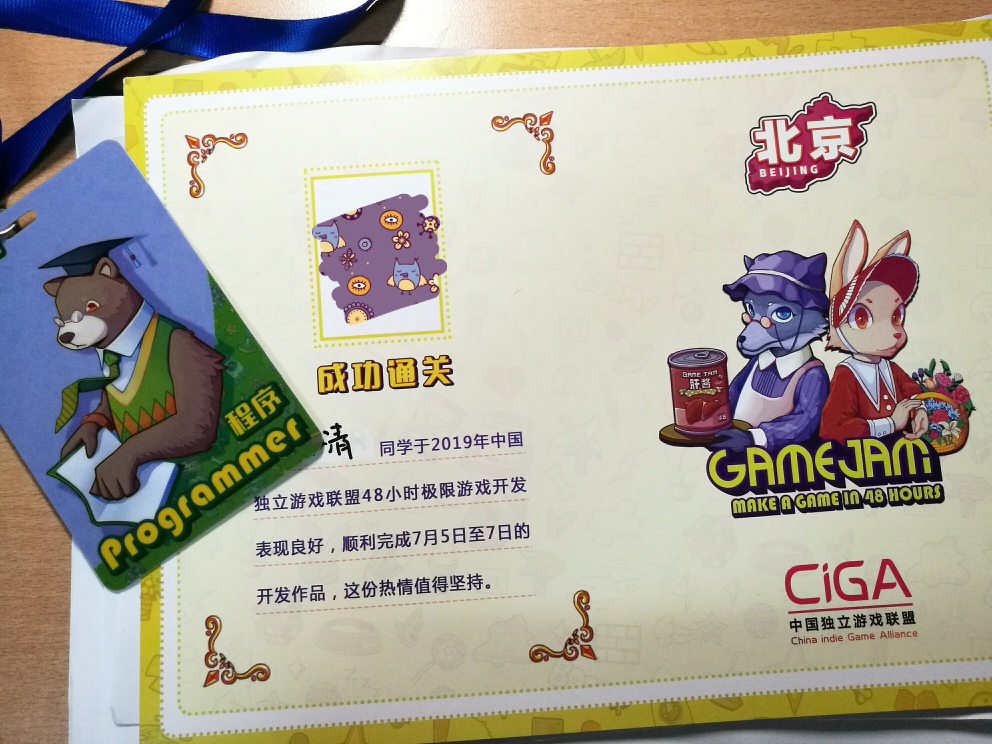 程序
Programmer
成功通关
清 同学于2019年中国
独立游戏联盟48小时极限游戏开发
表现良好，顺利完成7月5日至7日的
开发作品，这份热情值得坚持。
北京
BEIJING
GAME JAM
肝酱
48
GAMEJAM
MAKE A GAME IN 48 HOURS
CiGA
中国独立游戏联盟
China indie Game Alliance